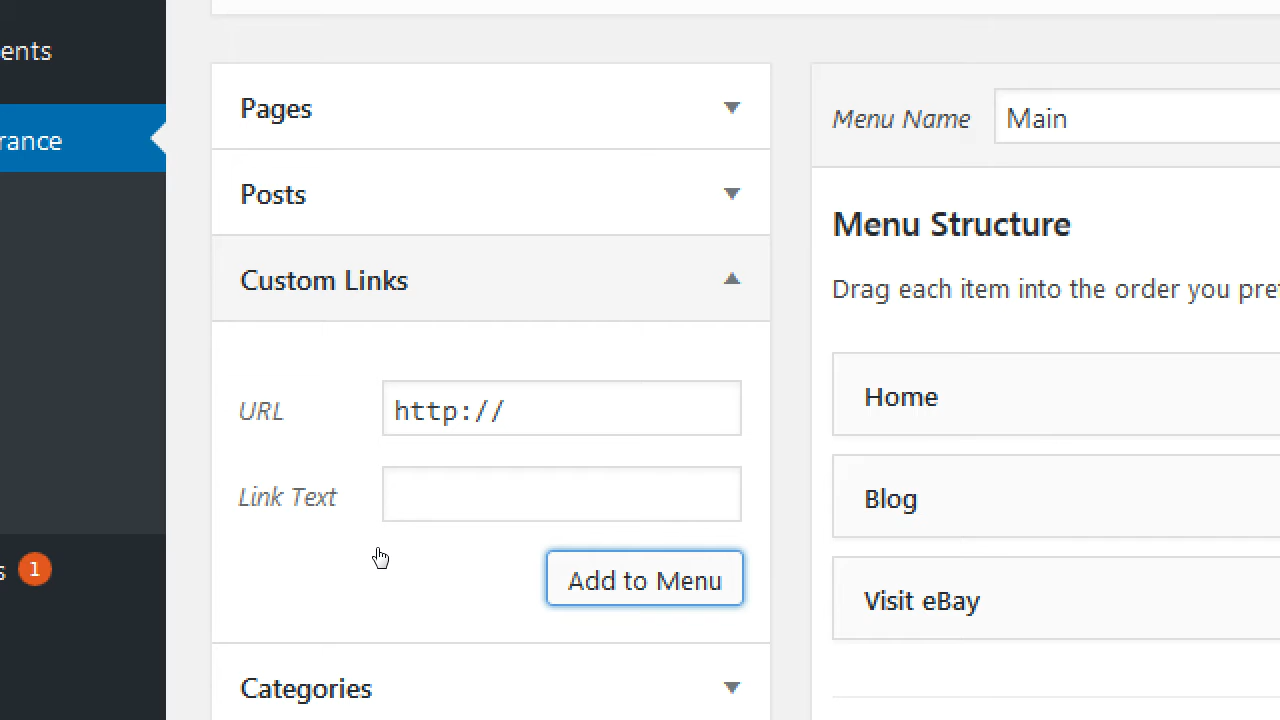 ents
rance
s 1
Pages
Posts
Custom Links
URL http://
Link Text
Add to Menu
Categories
Menu Name Main
Menu Structure
Drag each item into the order you pre
Home
Blog
Visit eBay